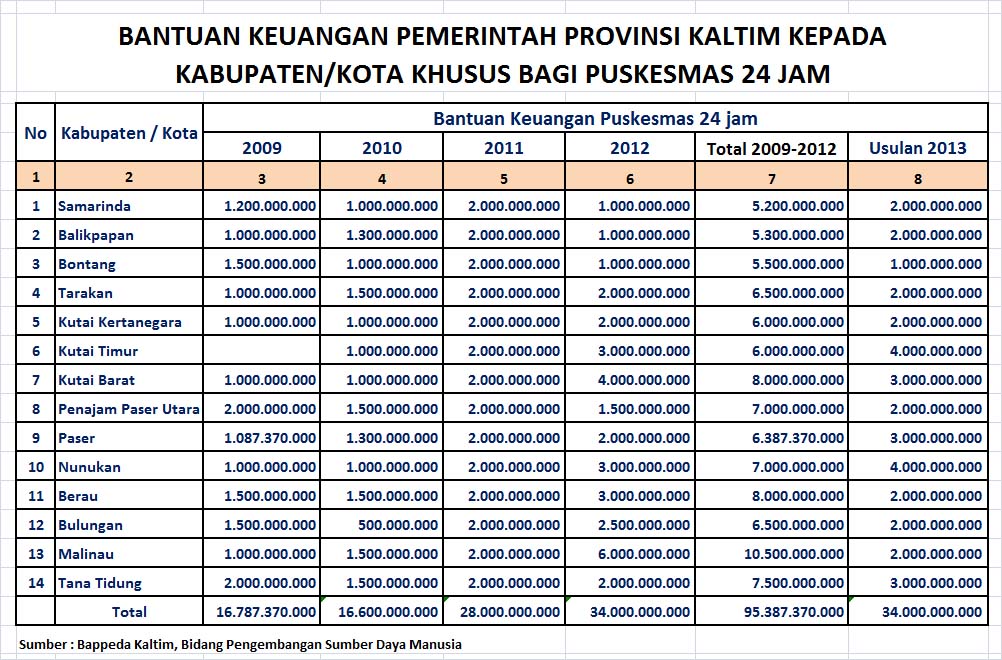 BANTUAN KEUANGAN PEMERINTAH PROVINSI KALTIM KEPADA
KABUPATEN/KOTA KHUSUS BAGI PUSKESMAS 24 JAM
No Kabupaten / Kota Bantuan Keuangan Puskesmas 24 jam
2009 2010 2011 2012 Total 2009-2012 Usulan 2013
1 2 3 4 5 6 7 8
1 Samarinda 1.200.000.000 1.000.000.000 2.000.000.000 1.000.000.000 5.200.000.000 2.000.000.000
2 Balikpapan 1.000.000.000 1.300.000.000 2.000.000.000 1.000.000.000 5.300.000.000 2.000.000.000
3 Bontang 1.500.000.000 1.000.000.000 2.000.000.000 1.000.000.000 5.500.000.000 1.000.000.000
4 Tarakan 1.000.000.000 1.500.000.000 2.000.000.000 2.000.000.000 6.500.000.000 2.000.000.000
5 Kutai Kertanegara 1.000.000.000 1.000.000.000 2.000.000.000 2.000.000.000 6.000.000.000 2.000.000.000
6 Kutai Timur 1.000.000.000 2.000.000.000 3.000.000.000 6.000.000.000 4.000.000.000
7 Kutai Barat 1.000.000.000 1.000.000.000 2.000.000.000 4.000.000.000 8.000.000.000 3.000.000.000
8 Penajam Paser Utara 2.000.000.000 1.500.000.000 2.000.000.000 1.500.000.000 7.000.000.000 2.000.000.000
9 Paser 1.087.370.000 1.300.000.000 2.000.000.000 2.000.000.000 6.387.370.000 3.000.000.000
10 Nunukan 1.000.000.000 1.000.000.000 2.000.000.000 3.000.000.000 7.000.000.000 4.000.000.000
11 Berau 1.500.000.000 1.500.000.000 2.000.000.000 3.000.000.000 8.000.000.000 2.000.000.000
12 Bulungan 1.500.000.000 500.000.000 2.000.000.000 2.500.000.000 6.500.000.000 2.000.000.000
13 Malinau 1.000.000.000 1.500.000.000 2.000.000.000 6.000.000.000 10.500.000.000 2.000.000.000
14 Tana Tidung 2.000.000.000 1.500.000.000 2.000.000.000 2.000.000.000 7.500.000.000 3.000.000.000
Total 16.787.370.000 16.600.000.000 28.000.000.000 34.000.000.000 95.387.370.000 34.000.000.000
Sumber : Bappeda Kaltim, Bidang Pengembangan Sumber Daya Manusia